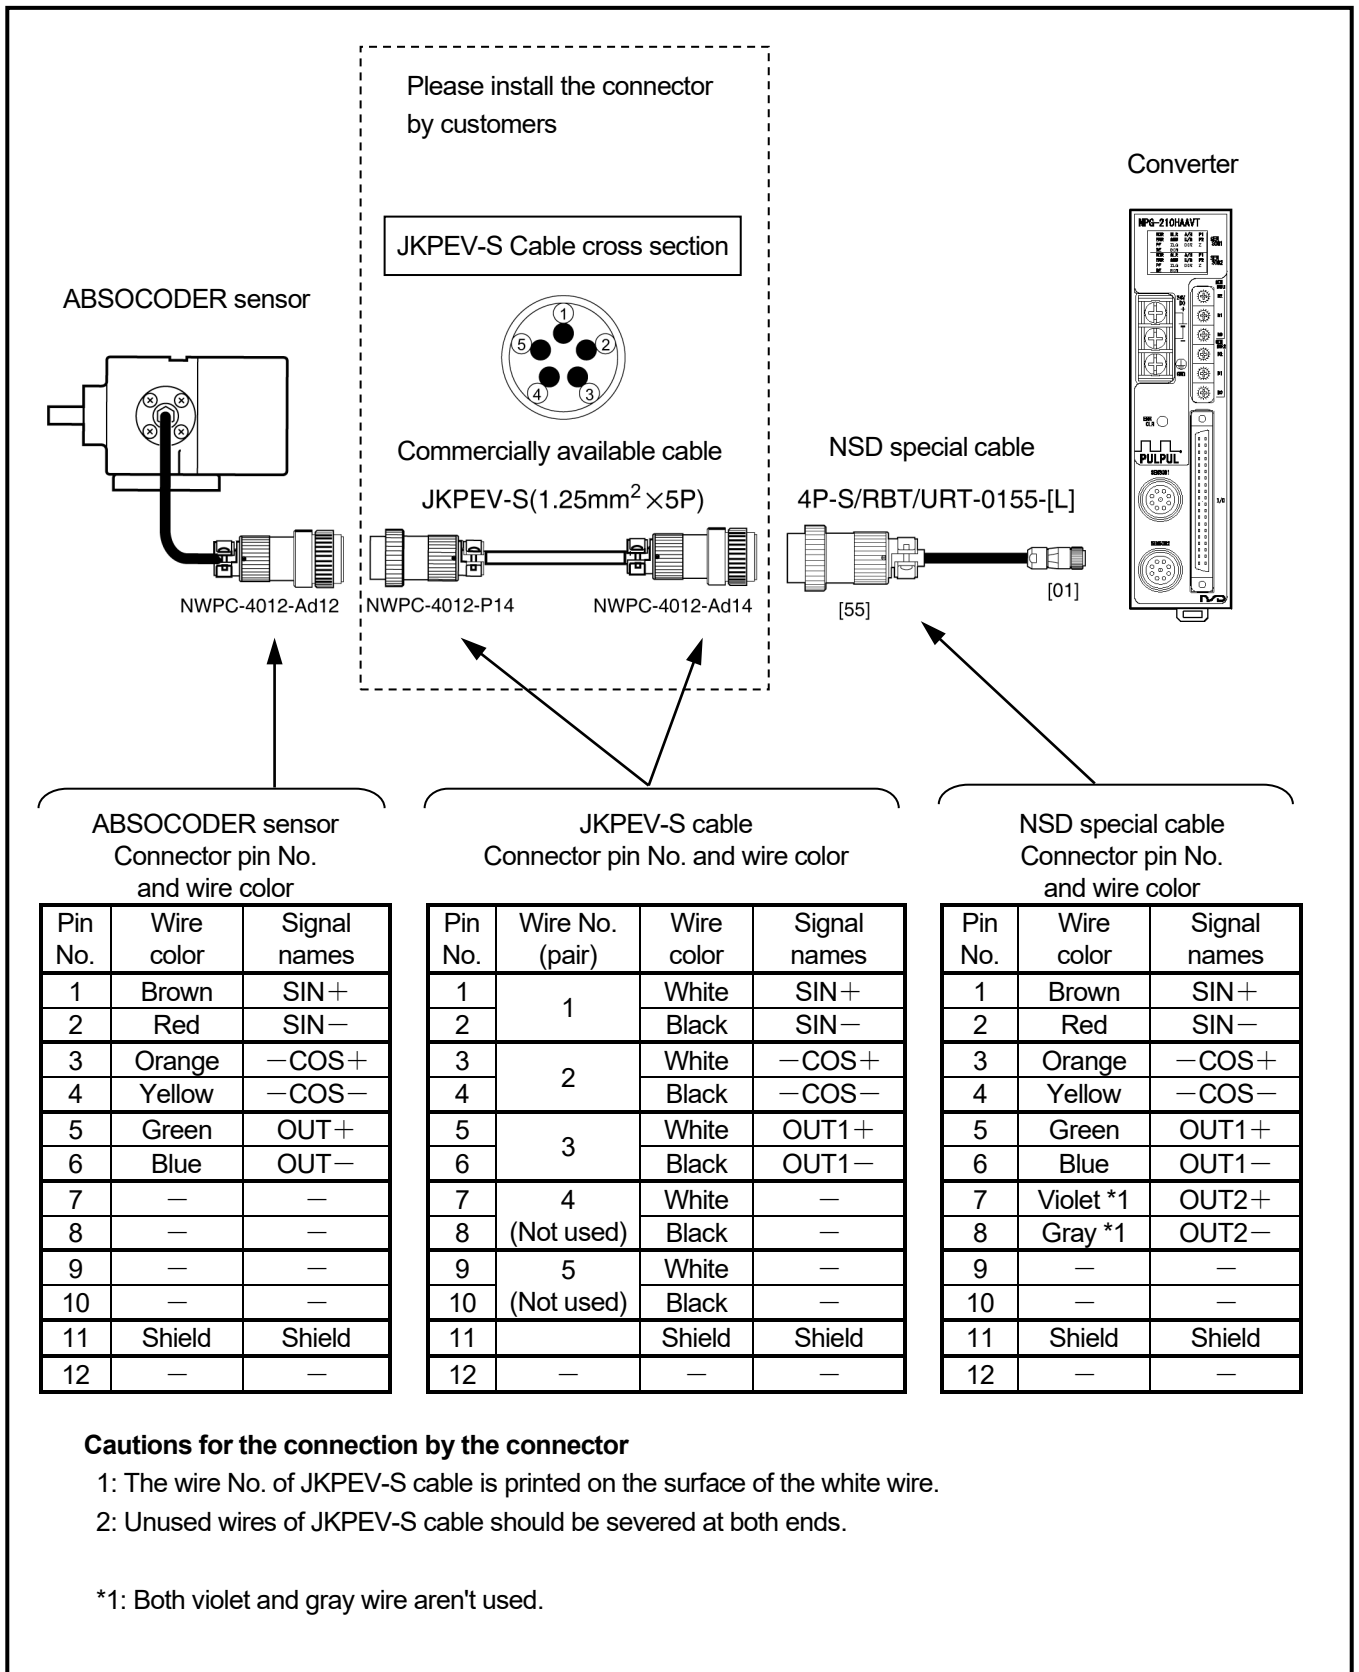 Please install the connector
by customers
Converter
JKPEV-S Cable cross section
ABSOCODER sensor
1
5 2
4 3
Commercially available cable
JKPEV-S(1.25mm²×5P)
NSD special cable
4P-S/RBT/URT-0155-[L]
NPG-210HAAVT
PULPUL
SENSOR1
SENSOR2
I/O
NSD
NWPC-4012-Ad12
NWPC-4012-P14
NWPC-4012-Ad14
[55]
[01]
ABSOCODER sensor
Connector pin No.
and wire color
Pin No. Wire color Signal names
1 Brown SIN+
2 Red SIN−
3 Orange −COS+
4 Yellow −COS−
5 Green OUT+
6 Blue OUT−
7 − −
8 − −
9 − −
10 − −
11 Shield Shield
12 − −
JKPEV-S cable
Connector pin No. and wire color
Pin No. Wire No. (pair) Wire color Signal names
1 1 White SIN+
2 Black SIN−
3 2 White −COS+
4 Black −COS−
5 3 White OUT1+
6 Black OUT1−
7 4 (Not used) White −
8 Black −
9 5 (Not used) White −
10 Black −
11 Shield Shield
12 − − −
NSD special cable
Connector pin No.
and wire color
Pin No. Wire color Signal names
1 Brown SIN+
2 Red SIN−
3 Orange −COS+
4 Yellow −COS−
5 Green OUT1+
6 Blue OUT1−
7 Violet *1 OUT2+
8 Gray *1 OUT2−
9 − −
10 − −
11 Shield Shield
12 − −
Cautions for the connection by the connector
1: The wire No. of JKPEV-S cable is printed on the surface of the white wire.
2: Unused wires of JKPEV-S cable should be severed at both ends.
*1: Both violet and gray wire aren't used.